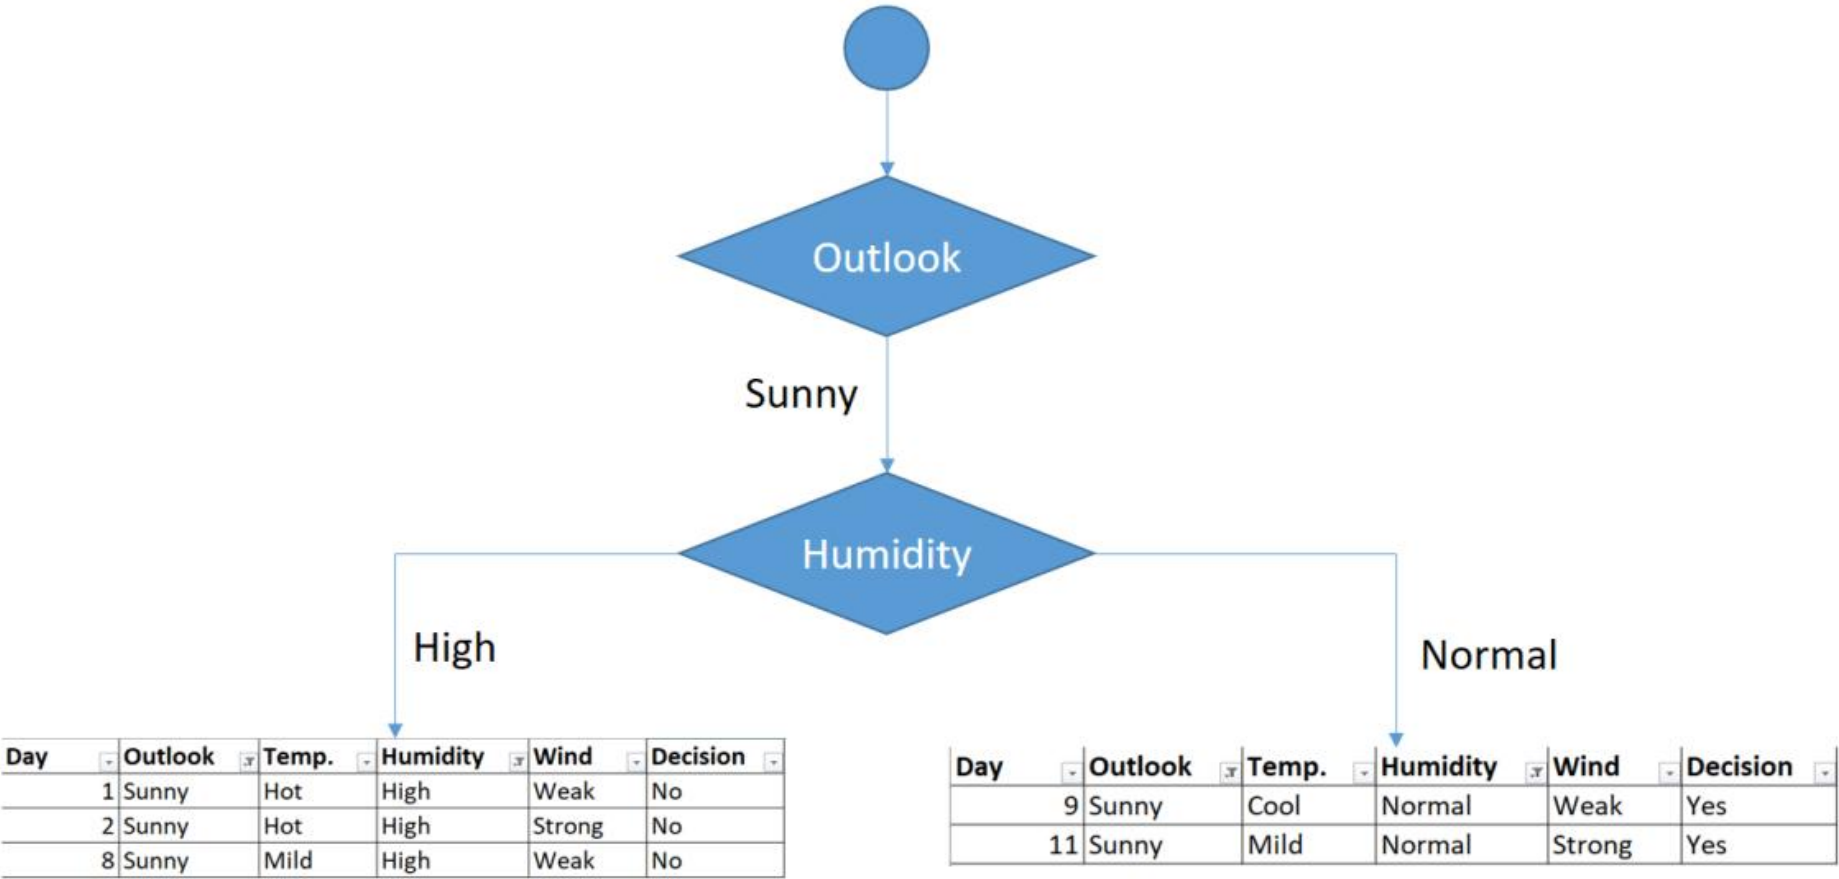 Outlook
Sunny
Humidity
High
Normal
Day Outlook Temp. Humidity Wind Decision
1 Sunny Hot High Weak No
2 Sunny Hot High Strong No
8 Sunny Mild High Weak No
Day Outlook Temp. Humidity Wind Decision
9 Sunny Cool Normal Weak Yes
11 Sunny Mild Normal Strong Yes